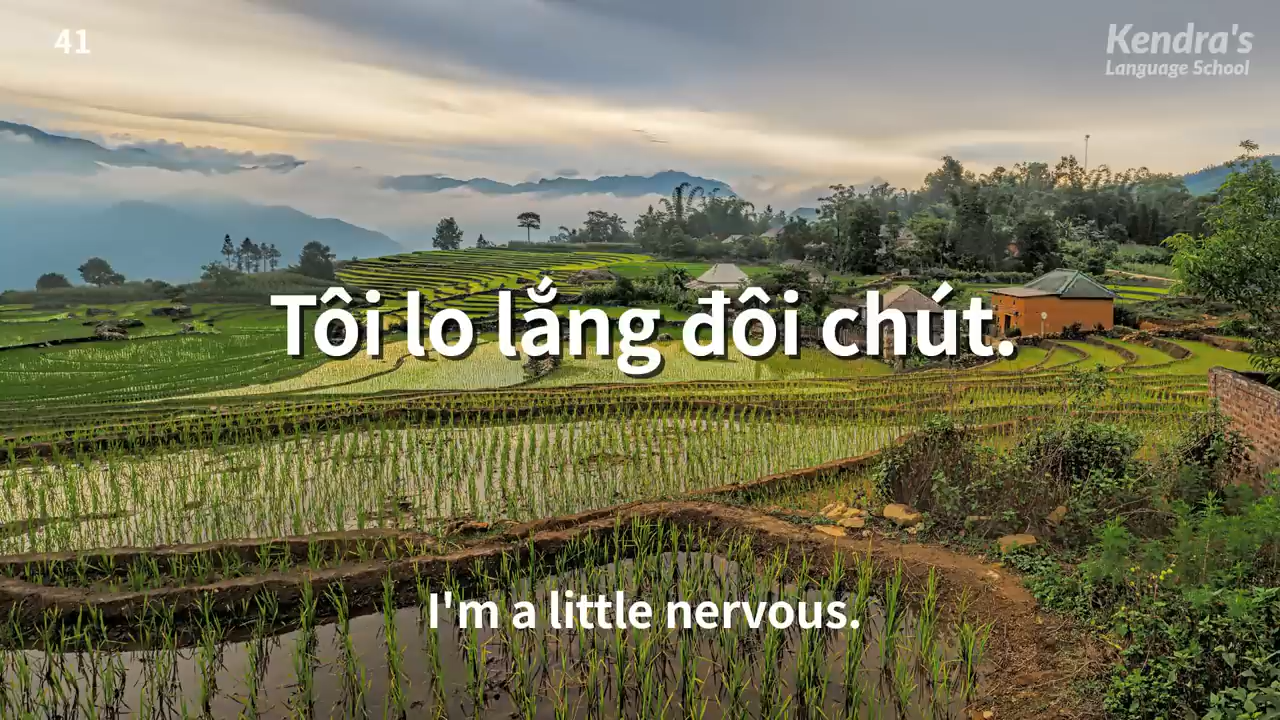 41
Kendra's
Language School
Tôi lo lắng đôi chút.
I'm a little nervous.